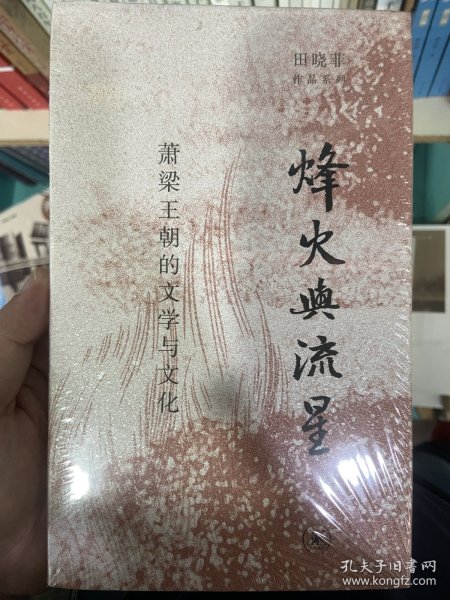 田晓菲
作品系列
烽火與流星
萧梁王朝的文学与文化
孔夫子旧书网
www.kongfz.com